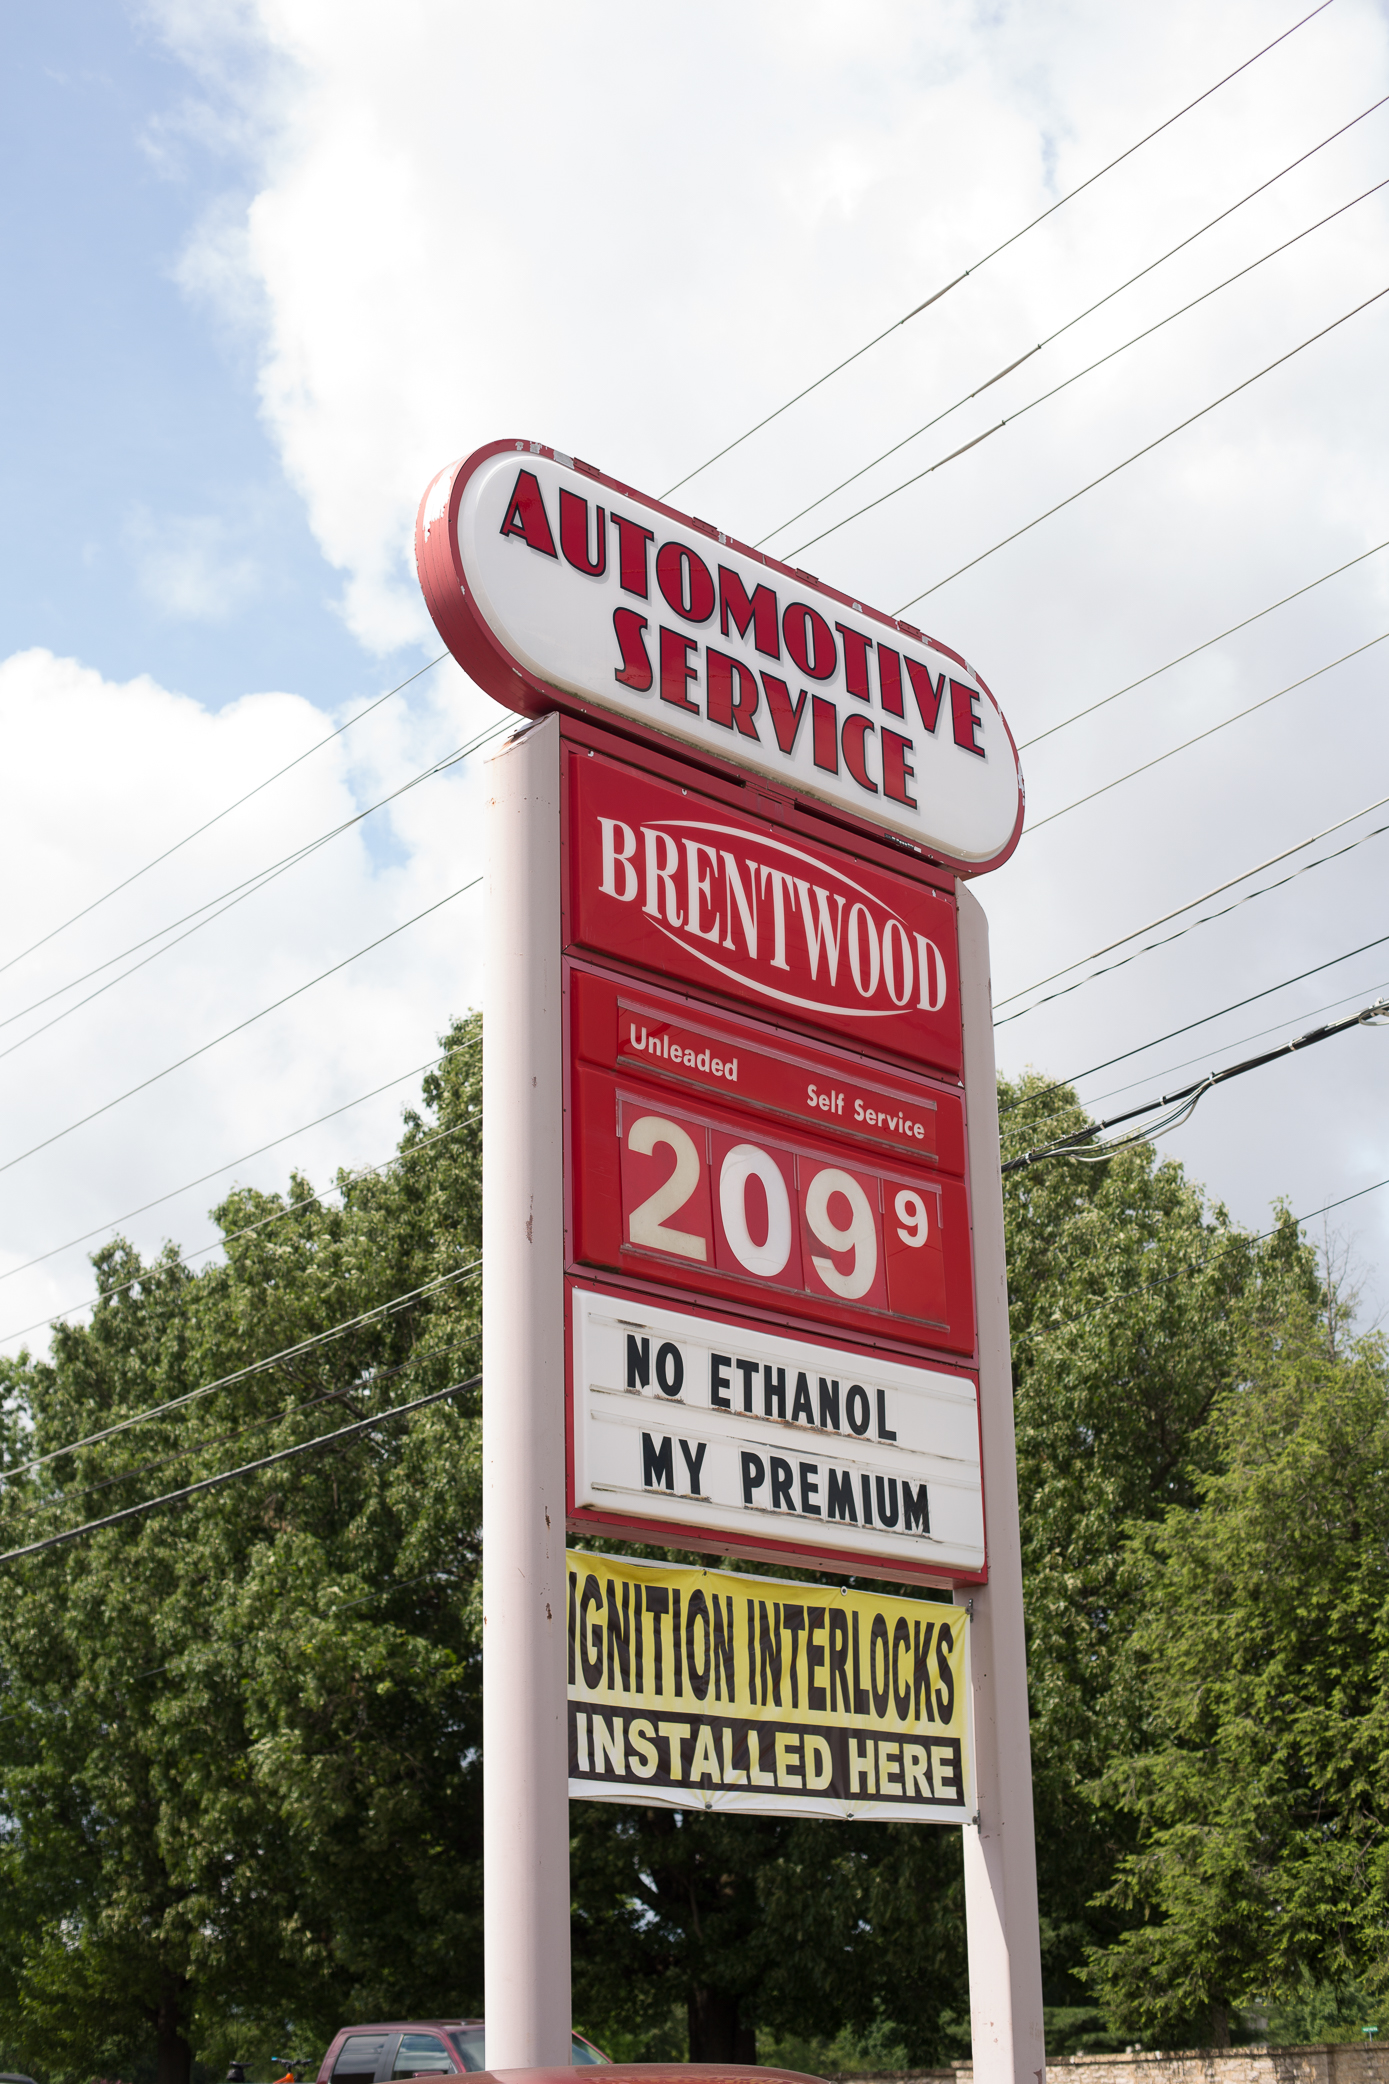 AUTOMOTIVE
SERVICE
BRENTWOOD
Unleaded
Self Service
209 9
NO ETHANOL
MY PREMIUM
IGNITION INTERLOCKS
INSTALLED HERE